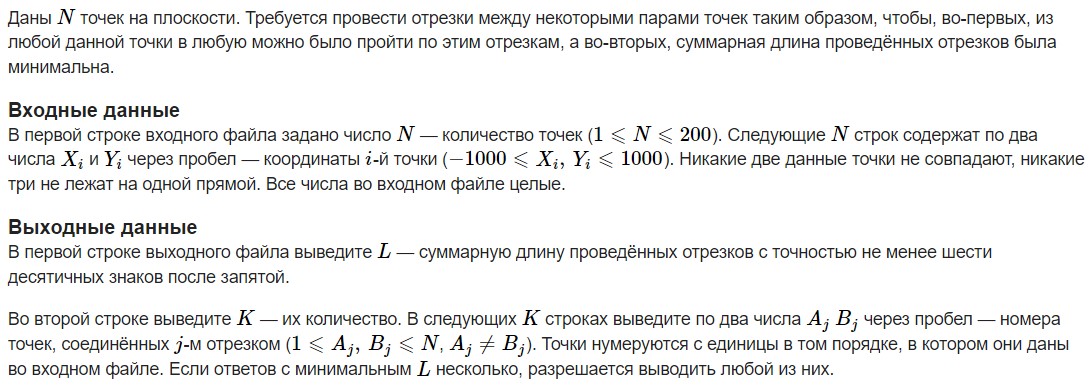 Даны N точек на плоскости. Требуется провести отрезки между некоторыми парами точек таким образом, чтобы, во-первых, из
любой данной точки в любую можно было пройти по этим отрезкам, а во-вторых, суммарная длина проведённых отрезков была
минимальна.
Входные данные
В первой строке входного файла задано число N — количество точек (1 ⩽ N ⩽ 200). Следующие N строк содержат по два
числа X_i и Y_i через пробел — координаты i-й точки (−1000 ⩽ X_i, Y_i ⩽ 1000). Никакие две данные точки не совпадают, никакие
три не лежат на одной прямой. Все числа во входном файле целые.
Выходные данные
В первой строке выходного файла выведите L — суммарную длину проведённых отрезков с точностью не менее шести
десятичных знаков после запятой.
Во второй строке выведите K — их количество. В следующих K строках выведите по два числа A_j B_j через пробел — номера
точек, соединённых j-м отрезком (1 ⩽ A_j, B_j ⩽ N, A_j ≠ B_j). Точки нумеруются с единицы в том порядке, в котором они даны
во входном файле. Если ответов с минимальным L несколько, разрешается выводить любой из них.